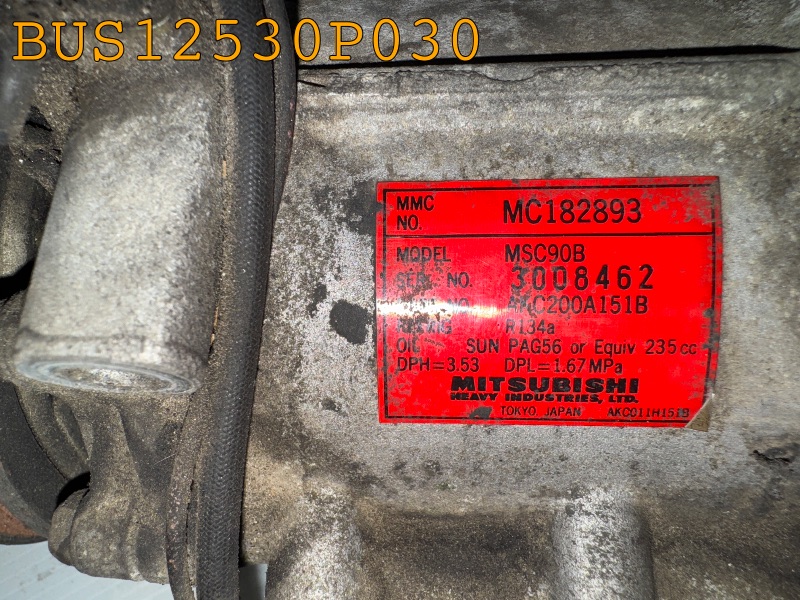 BUS12530P030
MMC NO. MC182893
MODEL MSC90B
NO. 3008462
NO. AKC200A151B
R134a
OIL SUN PAG56 or Equiv 235cc
DPH=3.53 DPL=1.67MPa
MITSUBISHI
HEAVY INDUSTRIES, LTD.
TOKYO, JAPAN AKC011H151B